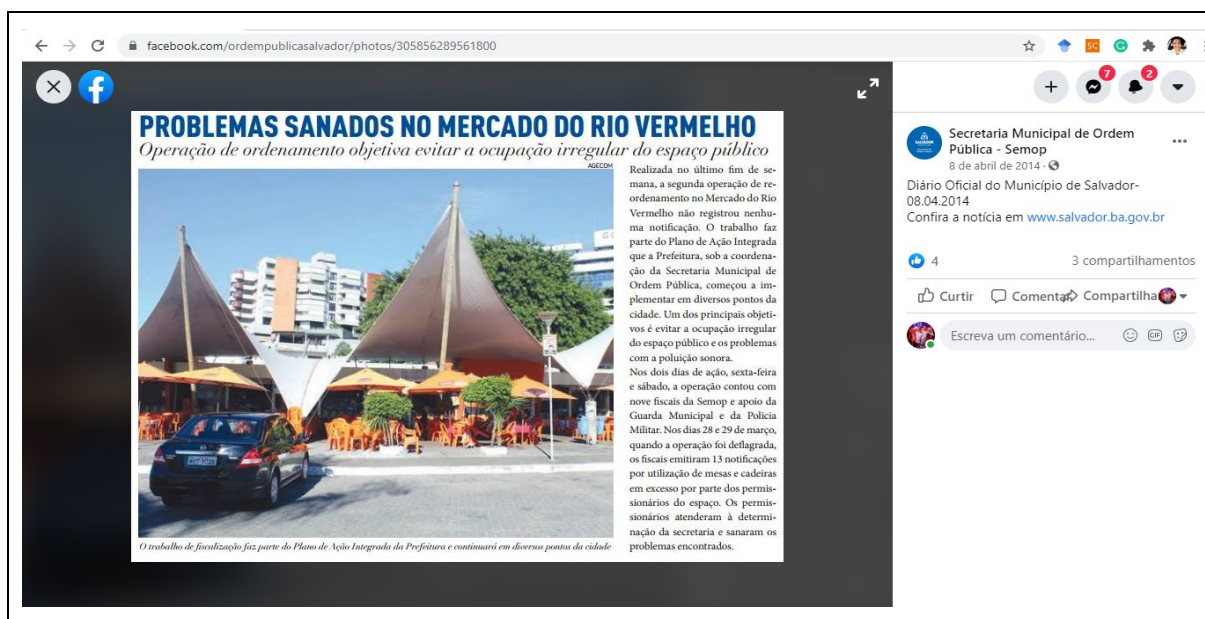 facebook.com/ordempublicasalvador/photos/305856289561800
SC
7
2
PROBLEMAS SANADOS NO MERCADO DO RIO VERMELHO
Operação de ordenamento objetiva evitar a ocupação irregular do espaço público
AGECOM
Realizada no último fim de se-
mana, a segunda operação de re-
ordenamento no Mercado do Rio
Vermelho não registrou nenhu-
ma notificação. O trabalho faz
parte do Plano de Ação Integrada
que a Prefeitura, sob a coordena-
ção da Secretaria Municipal de
Ordem Pública, começou a im-
plementar em diversos pontos da
cidade. Um dos principais objeti-
vos é evitar a ocupação irregular
do espaço público e os problemas
com a poluição sonora.
Nos dois dias de ação, sexta-feira
e sábado, a operação contou com
nove fiscais da Semop e apoio da
Guarda Municipal e da Policia
Militar. Nos dias 28 e 29 de março,
quando a operação foi deflagrada,
os fiscais emitiram 13 notificações
por utilização de mesas e cadeiras
em excesso por parte dos permis-
sionários do espaço. Os permis-
sionários atenderam à determi-
nação da secretaria e sanaram os
problemas encontrados.
O trabalho de fiscalização faz parte do Plano de Ação Integrada da Prefeitura e continuará em diversos pontos da cidade
Secretaria Municipal de Ordem
Pública - Semop
8 de abril de 2014
Diário Oficial do Município de Salvador-
08.04.2014
Confira a notícia em www.salvador.ba.gov.br
4
3 compartilhamentos
Curtir Comentar Compartilha
Escreva um comentário...
GIF